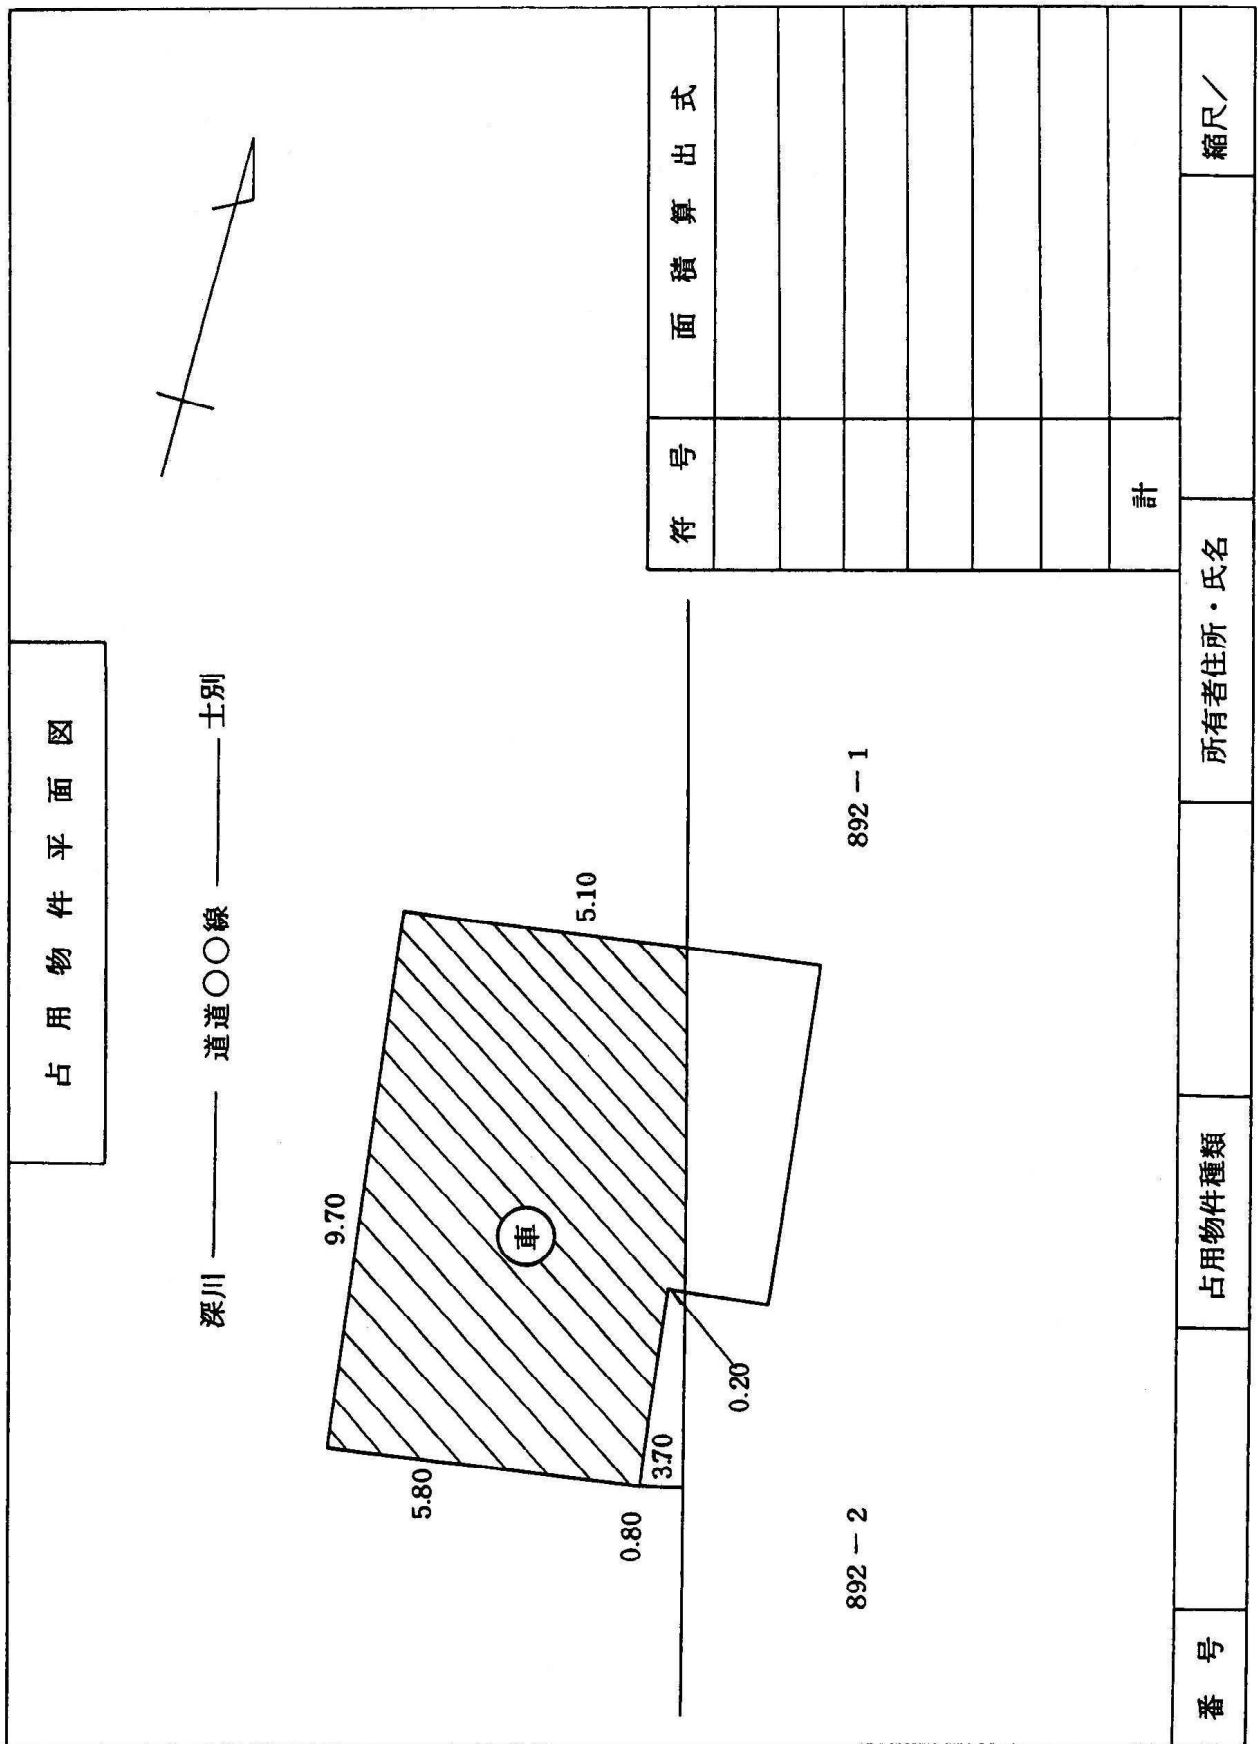 占用物件平面図
深川 ―― 道道○○線 ―― 士別
9.70
5.80
5.10
車
0.80
3.70
0.20
892－2
892－1
符号 面積算出式
計
番号 占用物件種類 所有者住所・氏名 縮尺／